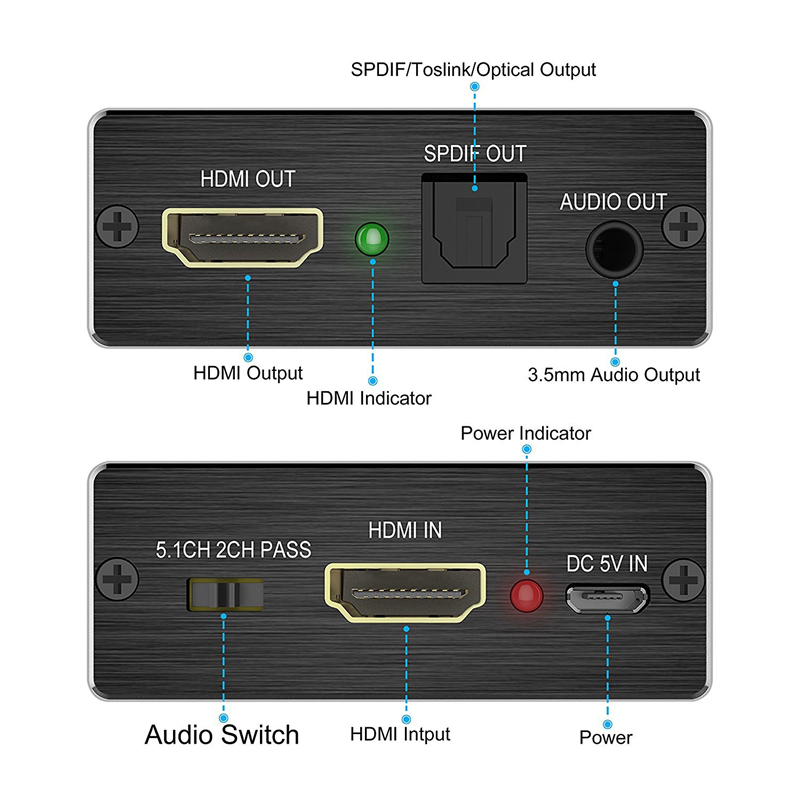 SPDIF/Toslink/Optical Output
SPDIF OUT
HDMI OUT
AUDIO OUT
HDMI Output
3.5mm Audio Output
HDMI Indicator
Power Indicator
HDMI IN
5.1CH 2CH PASS
DC 5V IN
Audio Switch
HDMI Intput
Power